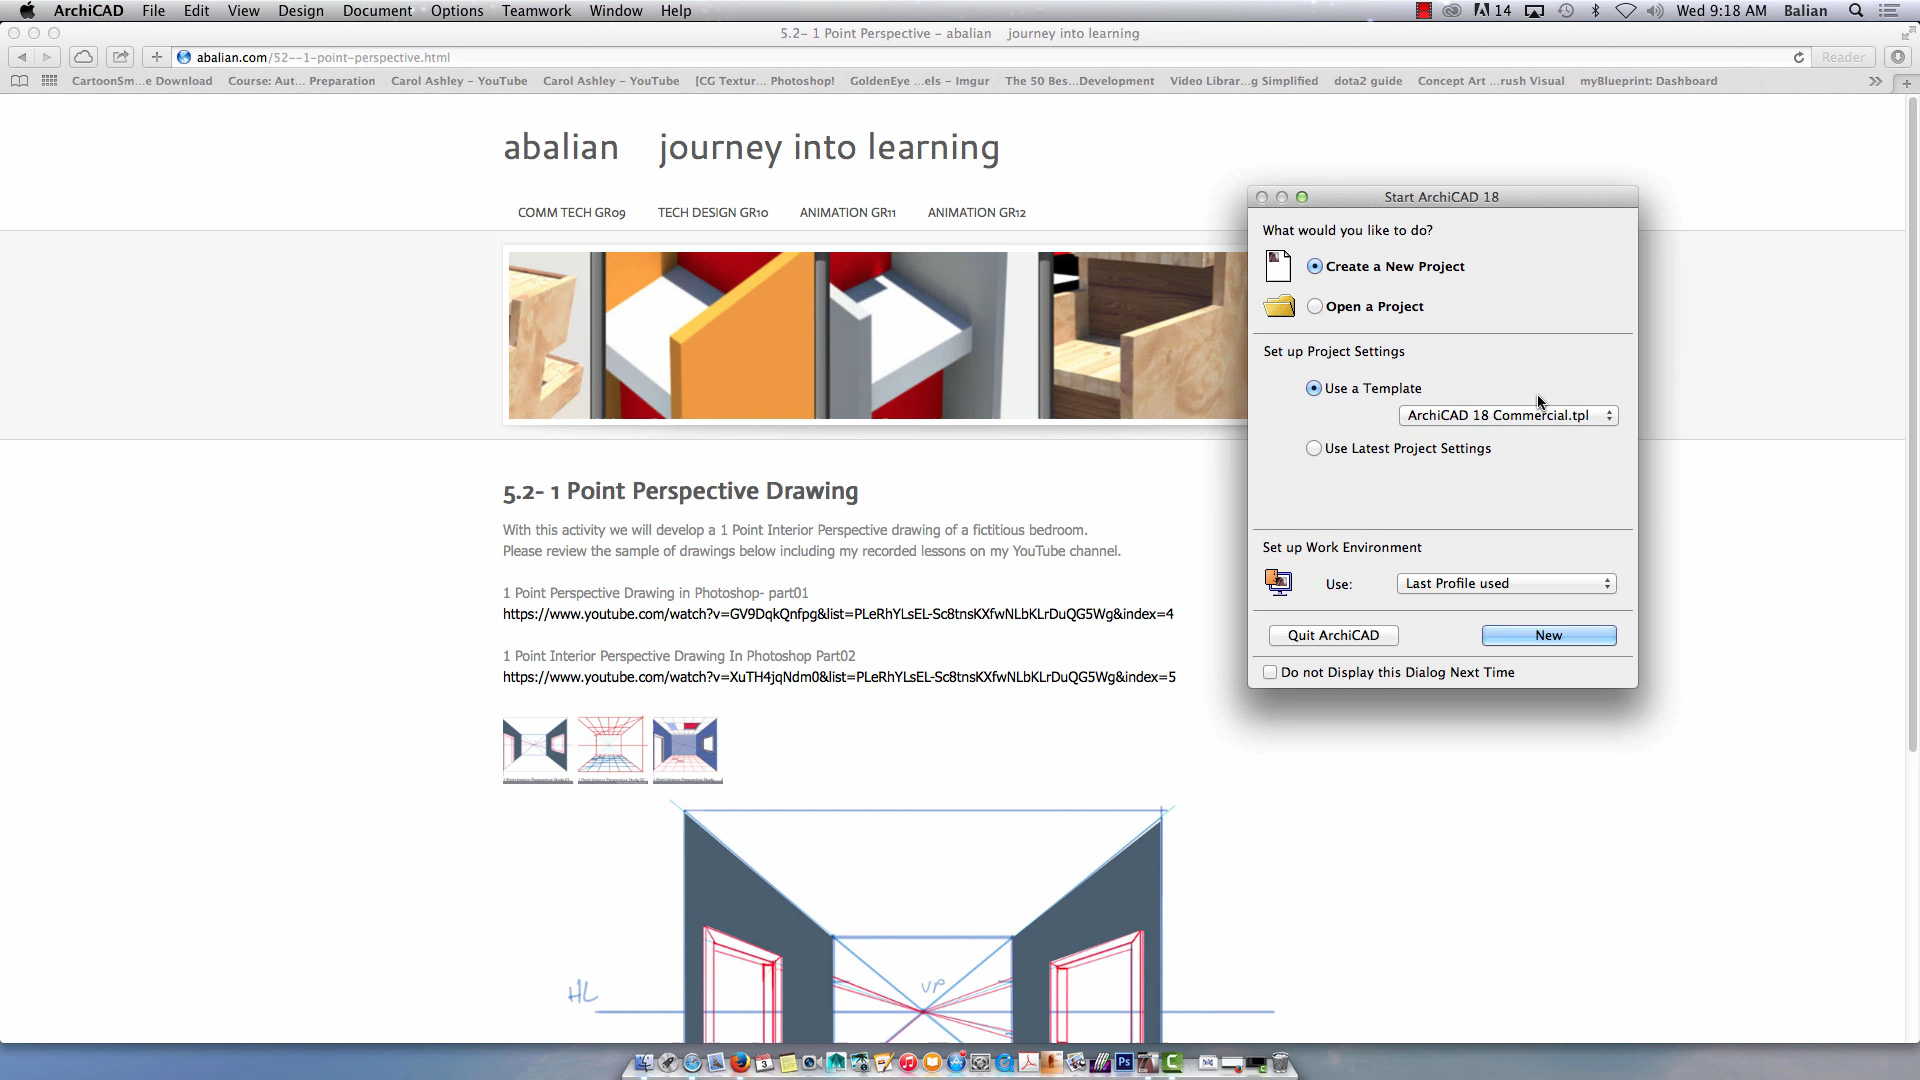 ArchiCAD File Edit View Design Document Options Teamwork Window Help 14 Wed 9:18 AM Balian
5.2- 1 Point Perspective – abalian journey into learning
abalian.com/52--1-point-perspective.html Reader
CartoonSm...e Download Course: Aut... Preparation Carol Ashley – YouTube Carol Ashley – YouTube [CG Textur... Photoshop! GoldenEye ...els – Imgur The 50 Bes...Development Video Librar...g Simplified dota2 guide Concept Art ...rush Visual myBlueprint: Dashboard
abalian journey into learning
COMM TECH GR09 TECH DESIGN GR10 ANIMATION GR11 ANIMATION GR12
5.2- 1 Point Perspective Drawing
With this activity we will develop a 1 Point Interior Perspective drawing of a fictitious bedroom.
Please review the sample of drawings below including my recorded lessons on my YouTube channel.
1 Point Perspective Drawing in Photoshop- part01
https://www.youtube.com/watch?v=GV9DqkQnfpg&list=PLeRhYLsEL-Sc8tnsKXfwNLbKLrDuQG5Wg&index=4
1 Point Interior Perspective Drawing In Photoshop Part02
https://www.youtube.com/watch?v=XuTH4jqNdm0&list=PLeRhYLsEL-Sc8tnsKXfwNLbKLrDuQG5Wg&index=5
HL
VP
Start ArchiCAD 18
What would you like to do?
Create a New Project
Open a Project
Set up Project Settings
Use a Template
ArchiCAD 18 Commercial.tpl
Use Latest Project Settings
Set up Work Environment
Use: Last Profile used
Quit ArchiCAD New
Do not Display this Dialog Next Time
3
Ps